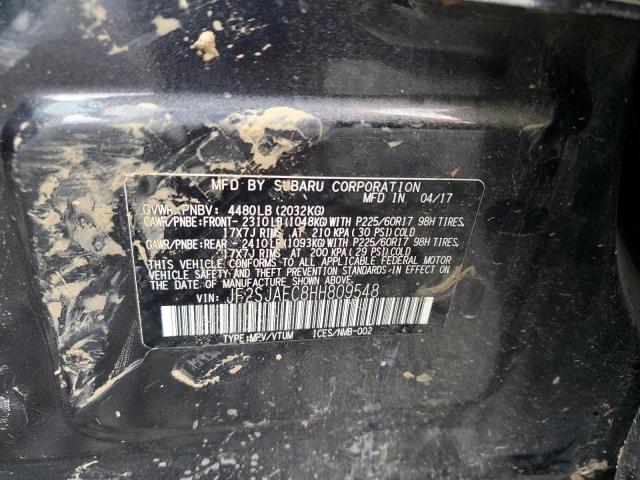 MFD BY SUBARU CORPORATION
MFD IN 04/17
GVWR/PNBV: 4480LB (2032KG)
GAWR/PNBE:FRONT-2310LB(1048KG)WITH P225/60R17 98H TIRES,
17X7J RIMS AT 210 KPA (30 PSI)COLD
GAWR/PNBE:REAR -2410LB(1093KG)WITH P225/60R17 98H TIRES,
17X7J RIMS AT 200 KPA (29 PSI)COLD
THIS VEHICLE CONFORMS TO ALL APPLICABLE FEDERAL MOTOR
VEHICLE SAFETY AND THEFT PREVENTION STANDARDS IN EFFECT ON
THE DATE OF MANUFACTURE SHOWN ABOVE.
VIN: JF2SJAEC8HH809548
TYPE:MPV/VTUM ICES/NMB-002